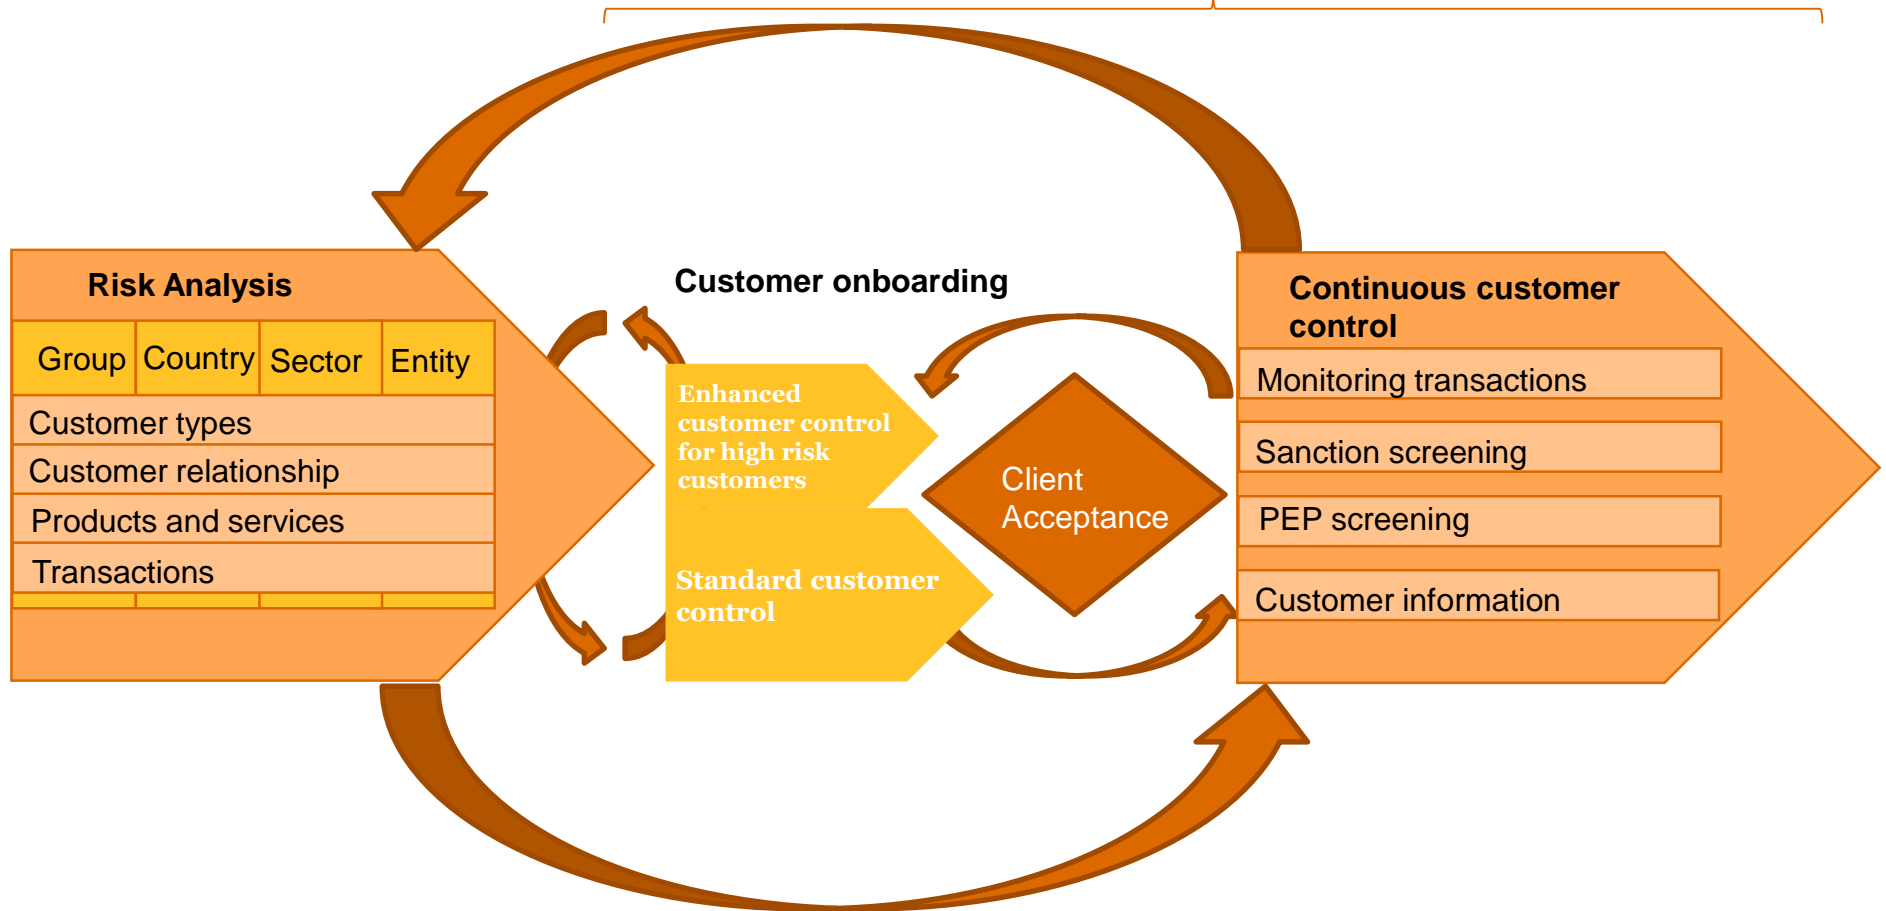 Risk Analysis
Group Country Sector Entity
Customer types
Customer relationship
Products and services
Transactions
Customer onboarding
Enhanced
customer control
for high risk
customers
Standard customer
control
Client
Acceptance
Continuous customer
control
Monitoring transactions
Sanction screening
PEP screening
Customer information